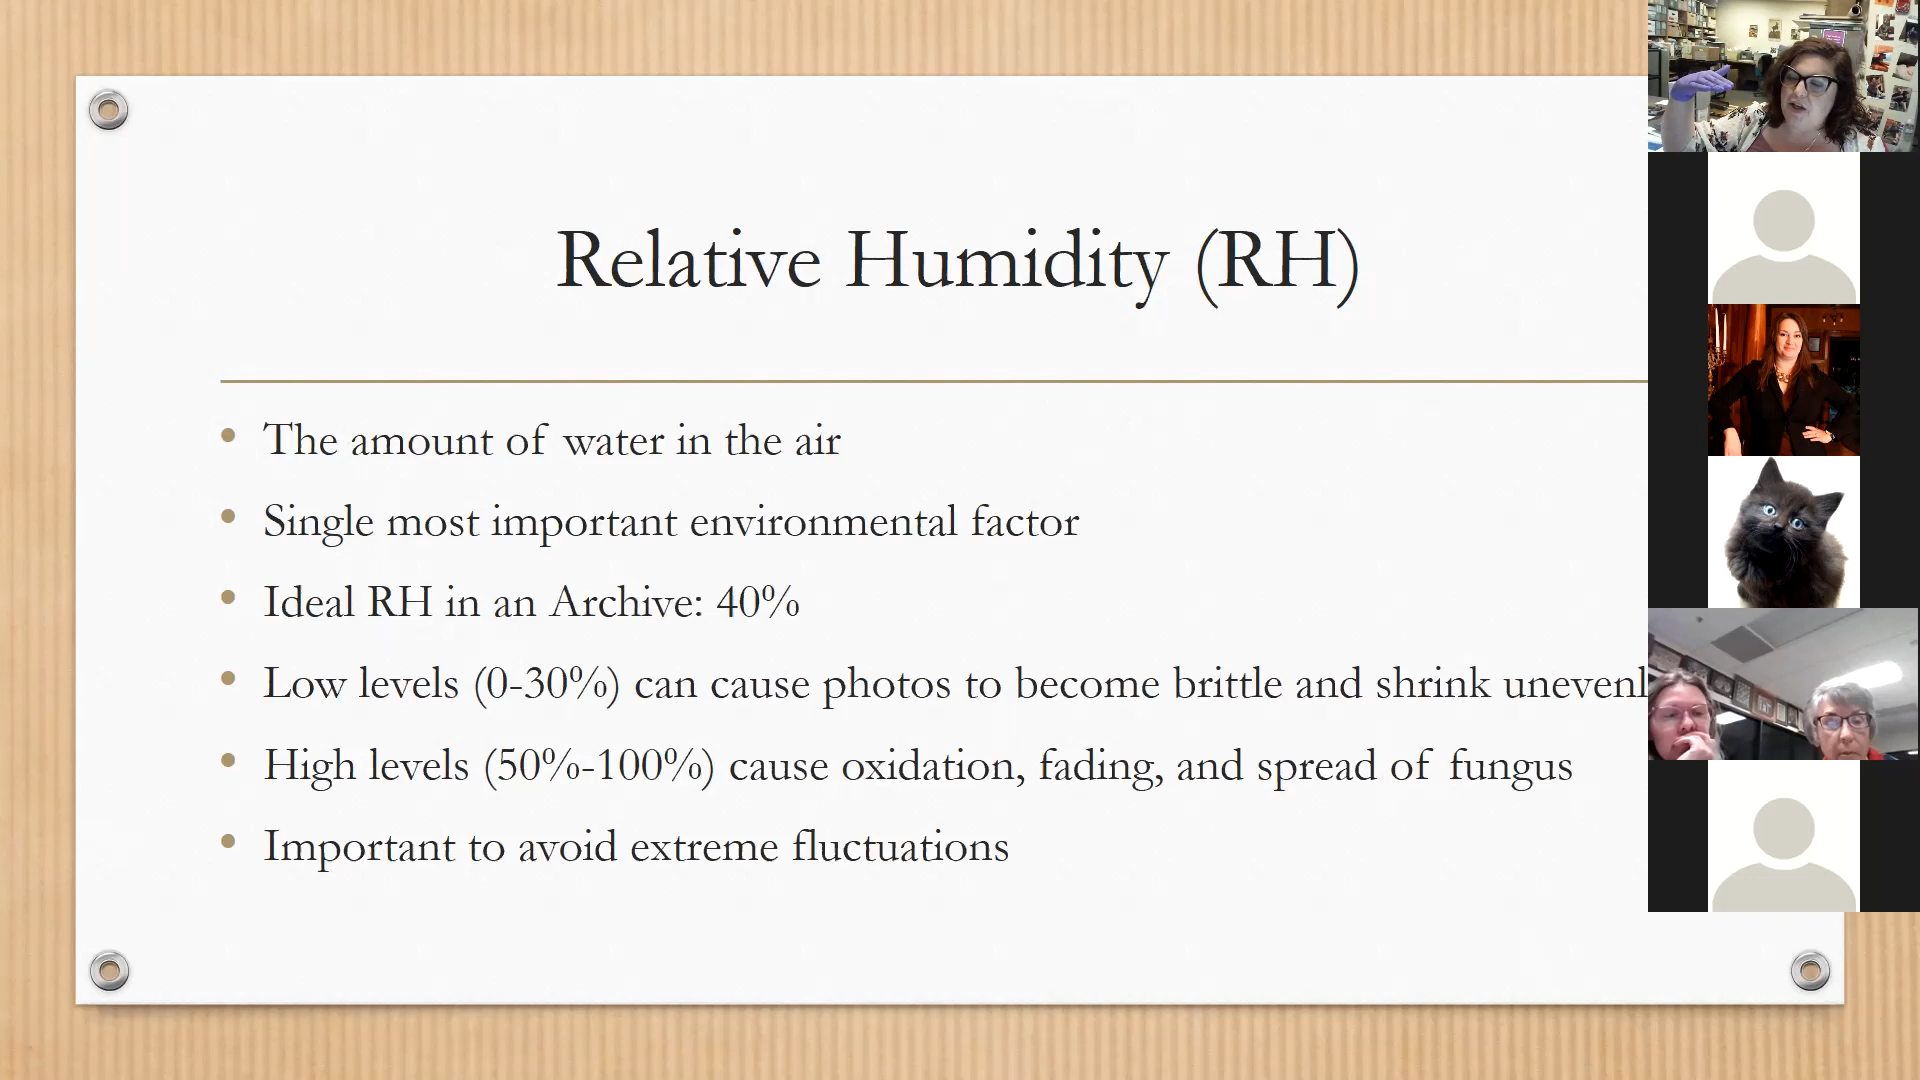 Relative Humidity (RH)
The amount of water in the air
Single most important environmental factor
Ideal RH in an Archive: 40%
Low levels (0-30%) can cause photos to become brittle and shrink unevenl
High levels (50%-100%) cause oxidation, fading, and spread of fungus
Important to avoid extreme fluctuations